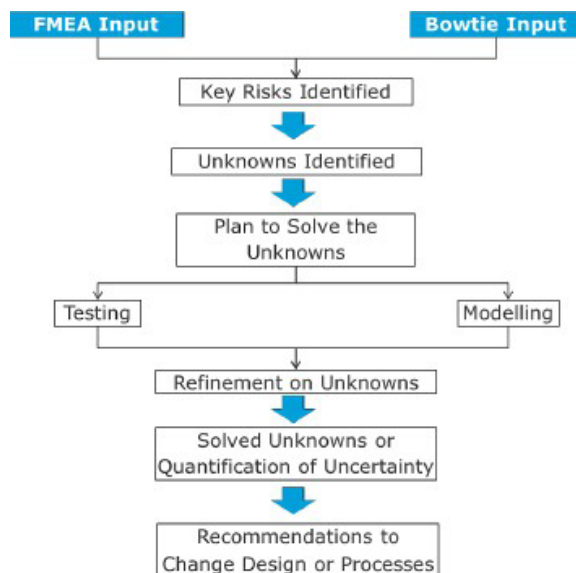 FMEA Input
Bowtie Input
Key Risks Identified
Unknowns Identified
Plan to Solve the
Unknowns
Testing
Modelling
Refinement on Unknowns
Solved Unknowns or
Quantification of Uncertainty
Recommendations to
Change Design or Processes